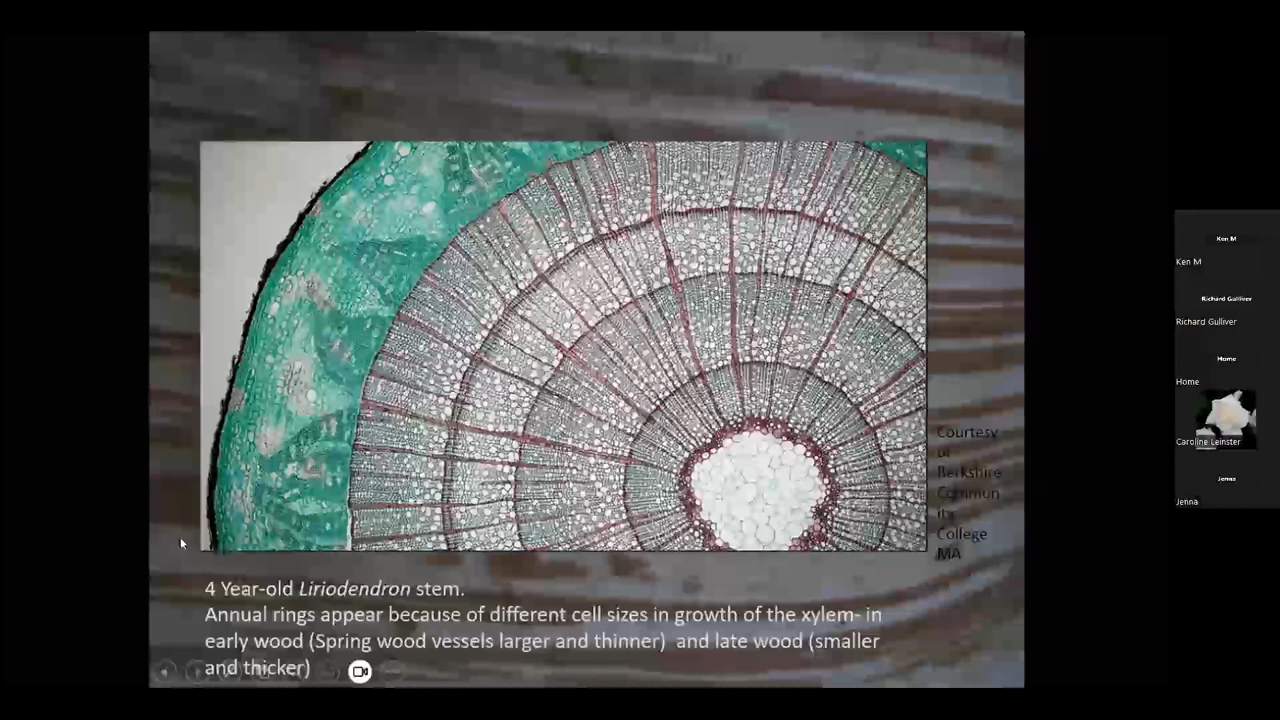 Courtesy
of
Berkshire
Commun
ity
College
MA
4 Year-old Liriodendron stem.
Annual rings appear because of different cell sizes in growth of the xylem- in
early wood (Spring wood vessels larger and thinner)  and late wood (smaller
and thicker)
Ken M
Ken M
Richard Gulliver
Richard Gulliver
Home
Home
Caroline Leinster
Jenna
Jenna